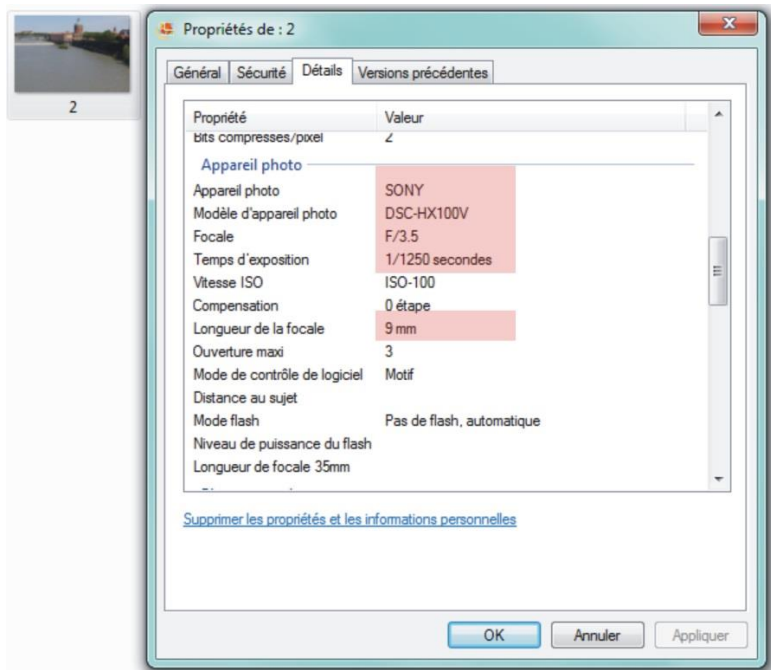 Propriétés de : 2
2
Général Sécurité Détails Versions précédentes
Propriété Valeur
Bits compressés/pixel 2
Appareil photo
Appareil photo SONY
Modèle d'appareil photo DSC-HX100V
Focale F/3.5
Temps d'exposition 1/1250 secondes
Vitesse ISO ISO-100
Compensation 0 étape
Longueur de la focale 9 mm
Ouverture maxi 3
Mode de contrôle de logiciel Motif
Distance au sujet
Mode flash Pas de flash, automatique
Niveau de puissance du flash
Longueur de focale 35mm
Supprimer les propriétés et les informations personnelles
OK Annuler Appliquer